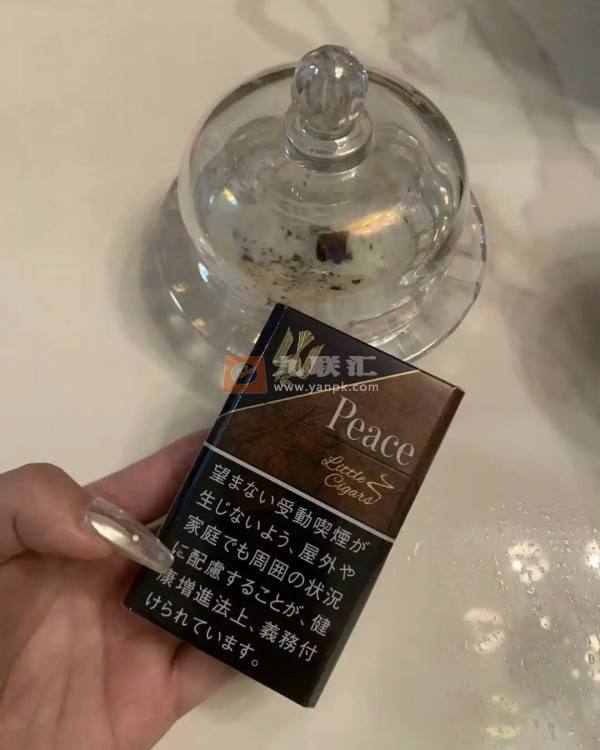 联汇
www.yanpk.com
Peace
Little
Cigars
望まない受動喫煙が
生じないよう、屋外や
家庭でも周囲の状況
に配慮することが、健
康増進法上、義務付
けられています。